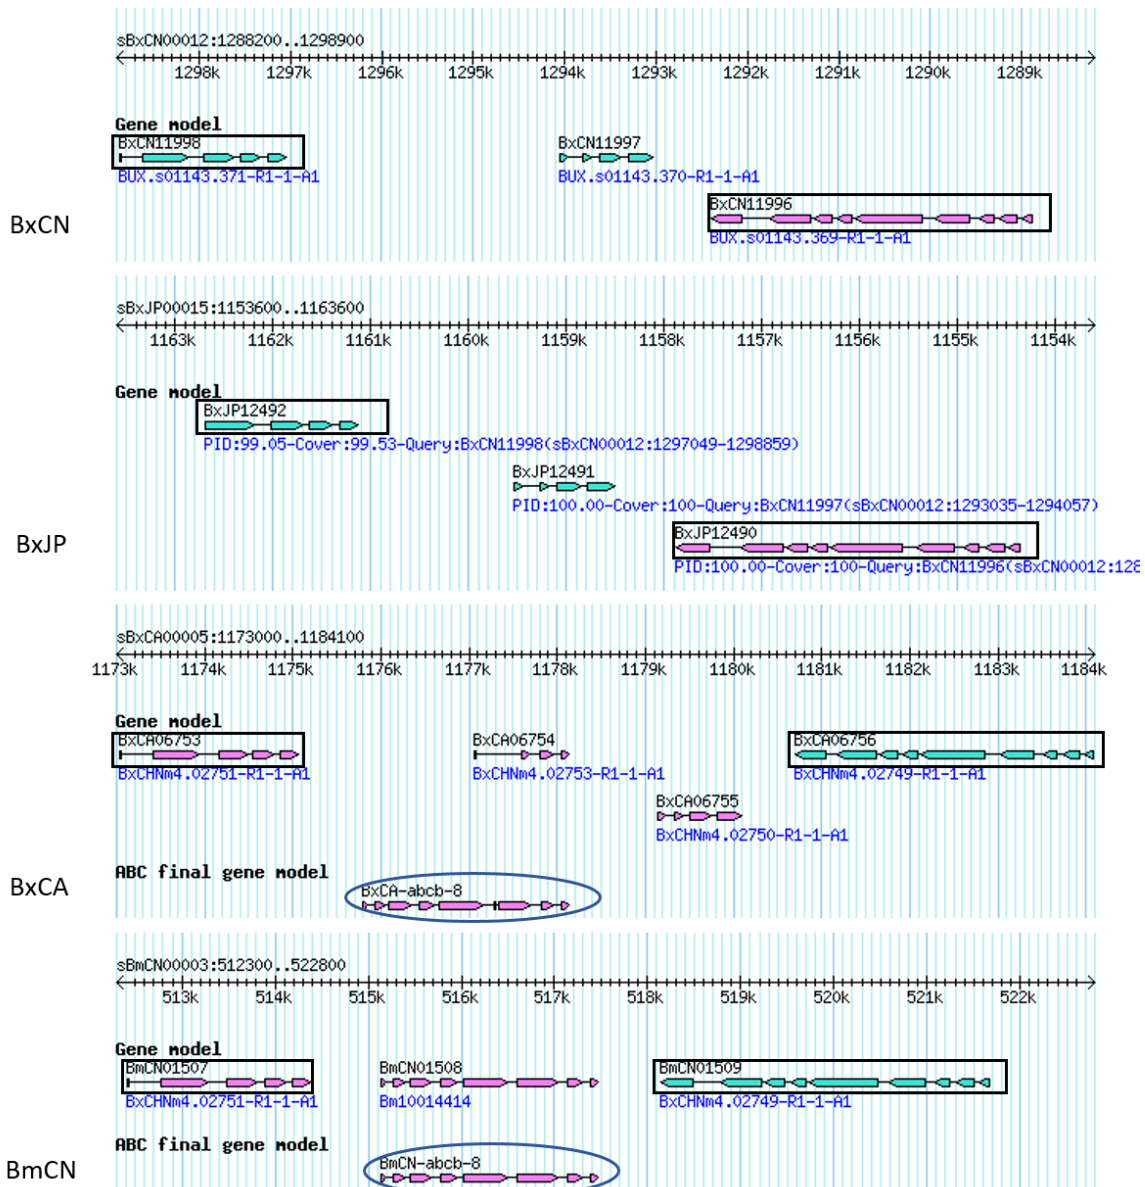 sBxCN00012:1288200..1298900
1298k 1297k 1296k 1295k 1294k 1293k 1292k 1291k 1290k 1289k
Gene model
BxCN11998 BxCN11997
BUX.s01143.371-R1-1-A1 BUX.s01143.370-R1-1-A1
BxCN11996
BxCN
BUX.s01143.369-R1-1-A1
sBxJP00015:1153600..1163600
1163k 1162k 1161k 1160k 1159k 1158k 1157k 1156k 1155k 1154k
Gene model
BxJP12492
PID:99.05-Cover:99.53-Query:BxCN11998(sBxCN00012:1297049-1298859)
BxJP12491
PID:100.00-Cover:100-Query:BxCN11997(sBxCN00012:1293035-1294057)
BxJP12490
BxJP
PID:100.00-Cover:100-Query:BxCN11996(sBxCN00012:128
sBxCA00005:1173000..1184100
1173k 1174k 1175k 1176k 1177k 1178k 1179k 1180k 1181k 1182k 1183k 1184k
Gene model
BxCA06753 BxCA06754 BxCA06756
BxCHNm4.02751-R1-1-A1 BxCHNm4.02753-R1-1-A1 BxCHNm4.02749-R1-1-A1
BxCA06755
BxCHNm4.02750-R1-1-A1
ABC final gene model
BxCA
BxCA-abcb-8
sBmCN00003:512300..522800
513k 514k 515k 516k 517k 518k 519k 520k 521k 522k
Gene model
BmCN01507 BmCN01508 BmCN01509
BxCHNm4.02751-R1-1-A1 Bm10014414 BxCHNm4.02749-R1-1-A1
ABC final gene model
BmCN
BmCN-abcb-8